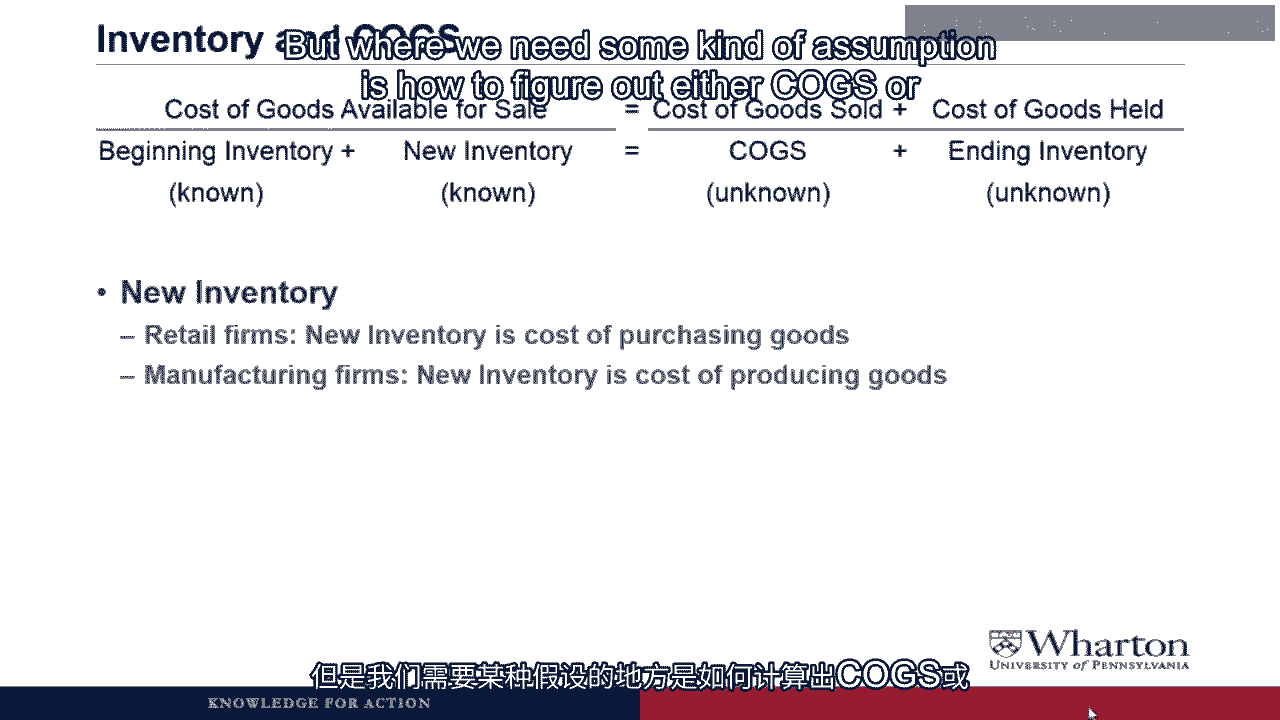 Inventory and COGS
But where we need some kind of assumption
is how to figure out either COGS or
Cost of Goods Available for Sale = Cost of Goods Sold + Cost of Goods Held
Beginning Inventory + New Inventory = COGS + Ending Inventory
(known) (known) (unknown) (unknown)
• New Inventory
– Retail firms: New Inventory is cost of purchasing goods
– Manufacturing firms: New Inventory is cost of producing goods
Wharton
UNIVERSITY of PENNSYLVANIA
但是我们需要某种假设的地方是如何计算出COGS或
KNOWLEDGE FOR ACTION